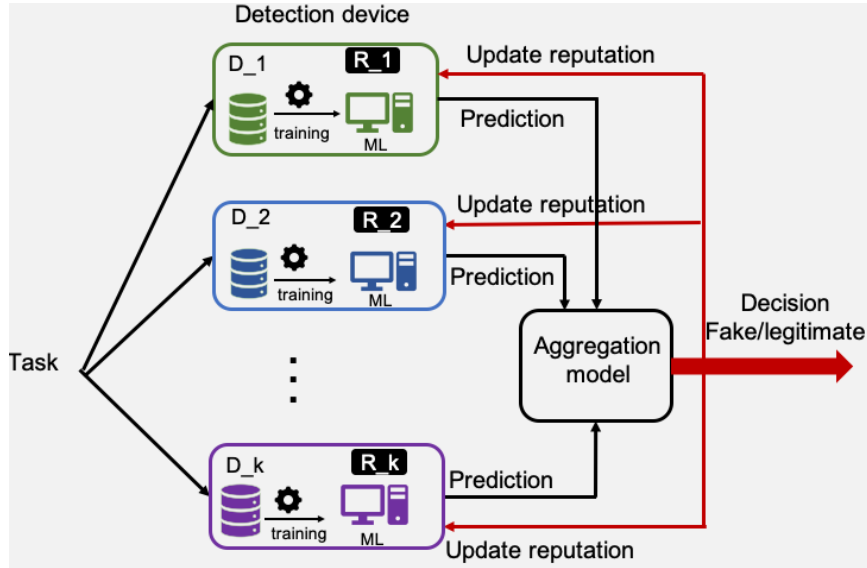 Detection device
D_1
R_1
training
ML
Update reputation
Prediction
D_2
R_2
training
ML
Update reputation
Prediction
Task
Aggregation
model
Decision
Fake/legitimate
D_k
R_k
training
ML
Prediction
Update reputation